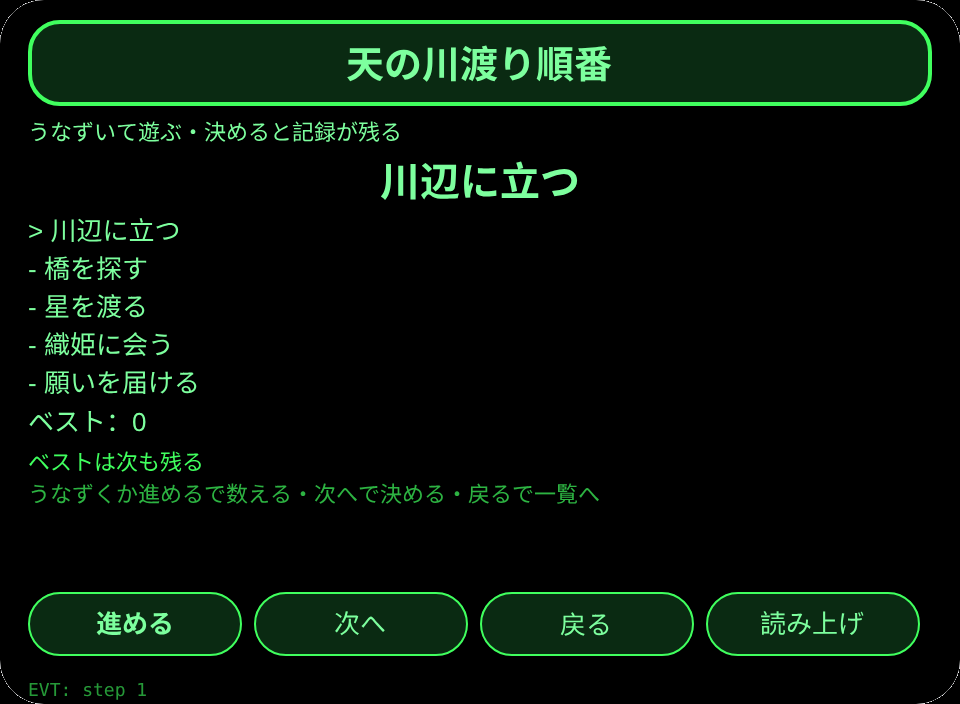 天の川渡り順番
うなずいて遊ぶ・決めると記録が残る
川辺に立つ
> 川辺に立つ
- 橋を探す
- 星を渡る
- 織姫に会う
- 願いを届ける
ベスト: 0
ベストは次も残る
うなずくか進めるで数える・次へで決める・戻るで一覧へ
進める 次へ 戻る 読み上げ
EVT: step 1